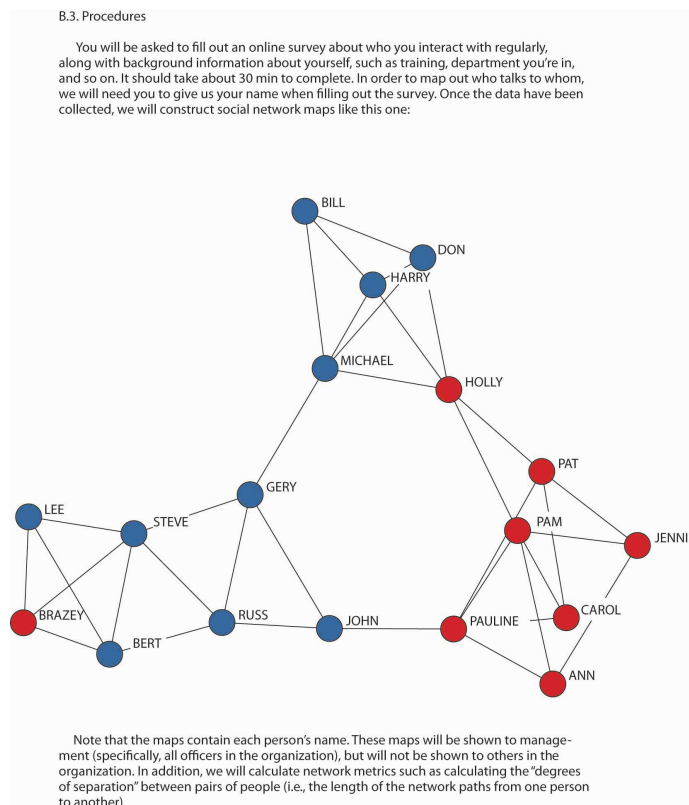 B.3. Procedures
You will be asked to fill out an online survey about who you interact with regularly,
along with background information about yourself, such as training, department you're in,
and so on. It should take about 30 min to complete. In order to map out who talks to whom,
we will need you to give us your name when filling out the survey. Once the data have been
collected, we will construct social network maps like this one:
BILL
DON
HARRY
MICHAEL
HOLLY
PAT
GERY
LEE
STEVE
PAM
JENNI
BRAZEY
RUSS
JOHN
PAULINE
CAROL
BERT
ANN
Note that the maps contain each person's name. These maps will be shown to manage-
ment (specifically, all officers in the organization), but will not be shown to others in the
organization. In addition, we will calculate network metrics such as calculating the "degrees
of separation" between pairs of people (i.e., the length of the network paths from one person
to another)